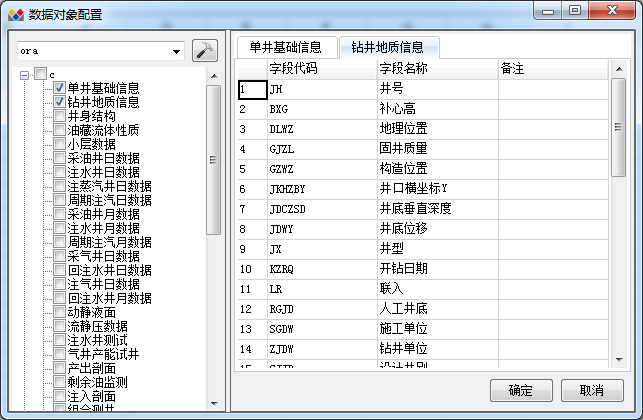 数据对象配置
ora
c
单井基础信息
钻井地质信息
井身结构
油藏流体性质
小层数据
采油井日数据
注水井日数据
注蒸汽井日数据
周期注汽日数据
采油井月数据
注水井月数据
周期注汽月数据
采气井日数据
回注水井日数据
注气井日数据
回注水井月数据
动静液面
流静压数据
注水井测试
气井产能试井
产出剖面
剩余油监测
注入剖面
组合测井
单井基础信息 钻井地质信息
字段代码 字段名称 备注
1 JH 井号
2 BXG 补心高
3 DLWZ 地理位置
4 GJZL 固井质量
5 GZWZ 构造位置
6 JKHZBY 井口横坐标Y
7 JDCZSD 井底垂直深度
8 JDWY 井底位移
9 JX 井型
10 KZRQ 开钻日期
11 LR 联入
12 RGJD 人工井底
13 SGDW 施工单位
14 ZJDW 钻井单位
15 SJJB 设计井别
确定 取消